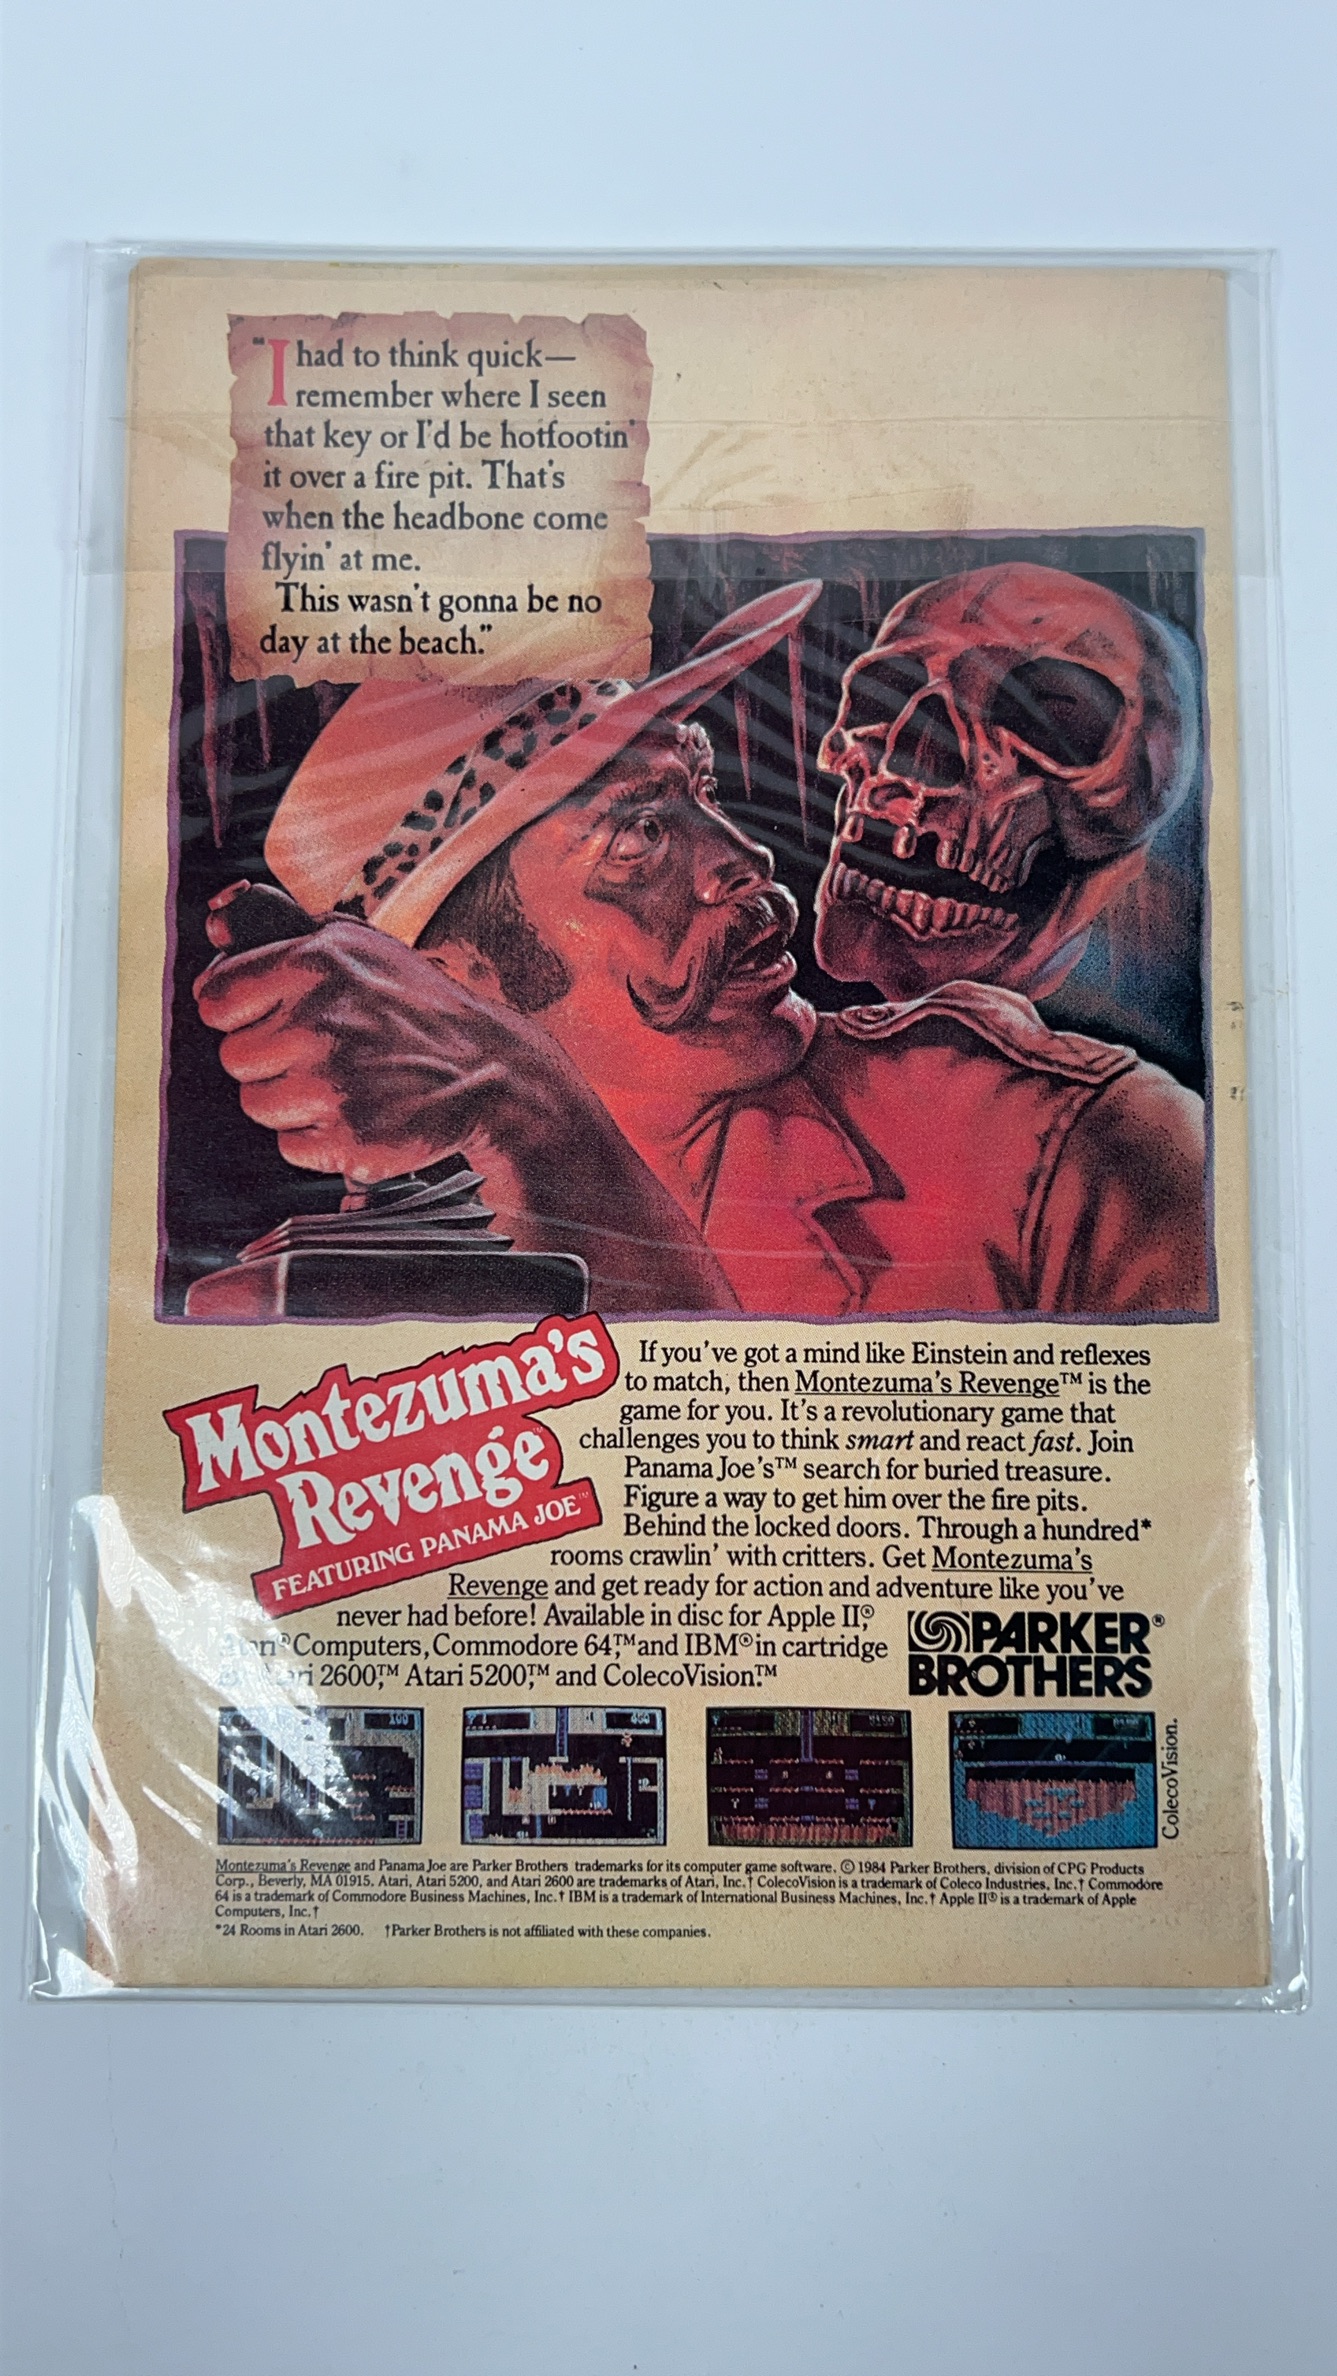 "I had to think quick—
remember where I seen
that key or I'd be hotfootin'
it over a fire pit. That's
when the headbone come
flyin' at me.
This wasn't gonna be no
day at the beach."
Montezuma's
Revenge™
FEATURING PANAMA JOE™
If you've got a mind like Einstein and reflexes
to match, then Montezuma's Revenge™ is the
game for you. It's a revolutionary game that
challenges you to think smart and react fast. Join
Panama Joe's™ search for buried treasure.
Figure a way to get him over the fire pits.
Behind the locked doors. Through a hundred*
rooms crawlin' with critters. Get Montezuma's
Revenge and get ready for action and adventure like you've
never had before! Available in disc for Apple II,®
Atari® Computers, Commodore 64,™ and IBM® in cartridge
Atari 2600,™ Atari 5200,™ and ColecoVision.™
PARKER®
BROTHERS
100
400
ColecoVision.
Montezuma's Revenge and Panama Joe are Parker Brothers trademarks for its computer game software. © 1984 Parker Brothers, division of CPG Products
Corp., Beverly, MA 01915. Atari, Atari 5200, and Atari 2600 are trademarks of Atari, Inc.† ColecoVision is a trademark of Coleco Industries, Inc.† Commodore
64 is a trademark of Commodore Business Machines, Inc.† IBM is a trademark of International Business Machines, Inc.† Apple II® is a trademark of Apple
Computers, Inc.†
*24 Rooms in Atari 2600. †Parker Brothers is not affiliated with these companies.